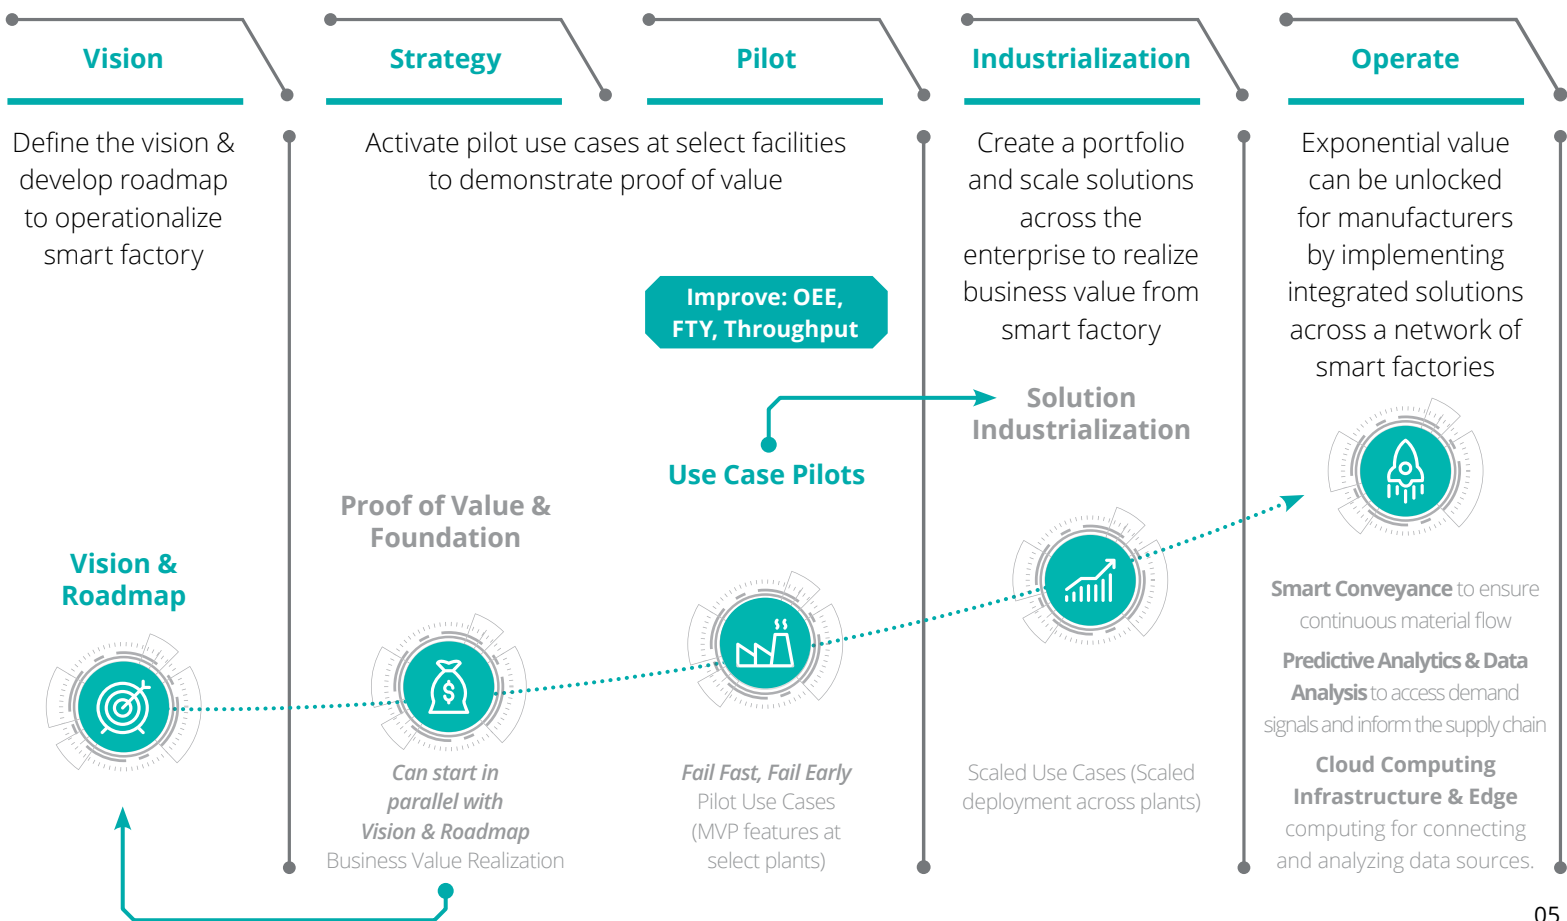 Vision
Strategy
Pilot
Industrialization
Operate
Define the vision &
develop roadmap
to operationalize
smart factory
Activate pilot use cases at select facilities
to demonstrate proof of value
Create a portfolio
and scale solutions
across the
enterprise to realize
business value from
smart factory
Exponential value
can be unlocked
for manufacturers
by implementing
integrated solutions
across a network of
smart factories
Improve: OEE,
FTY, Throughput
Vision &
Roadmap
Proof of Value &
Foundation
Use Case Pilots
Solution
Industrialization
$
Can start in
parallel with
Vision & Roadmap
Business Value Realization
Fail Fast, Fail Early
Pilot Use Cases
(MVP features at
select plants)
Scaled Use Cases (Scaled
deployment across plants)
Smart Conveyance to ensure
continuous material flow
Predictive Analytics & Data
Analysis to access demand
signals and inform the supply chain
Cloud Computing
Infrastructure & Edge
computing for connecting
and analyzing data sources.
05